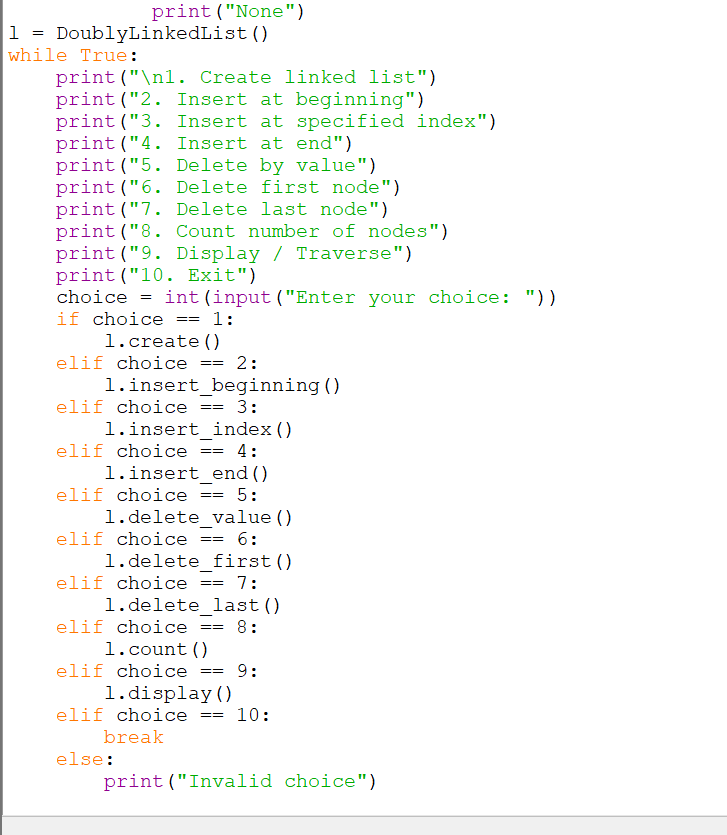 print("None")
l = DoublyLinkedList()
while True:
    print("\n1. Create linked list")
    print("2. Insert at beginning")
    print("3. Insert at specified index")
    print("4. Insert at end")
    print("5. Delete by value")
    print("6. Delete first node")
    print("7. Delete last node")
    print("8. Count number of nodes")
    print("9. Display / Traverse")
    print("10. Exit")
    choice = int(input("Enter your choice: "))
    if choice == 1:
        l.create()
    elif choice == 2:
        l.insert_beginning()
    elif choice == 3:
        l.insert_index()
    elif choice == 4:
        l.insert_end()
    elif choice == 5:
        l.delete_value()
    elif choice == 6:
        l.delete_first()
    elif choice == 7:
        l.delete_last()
    elif choice == 8:
        l.count()
    elif choice == 9:
        l.display()
    elif choice == 10:
        break
    else:
        print("Invalid choice")